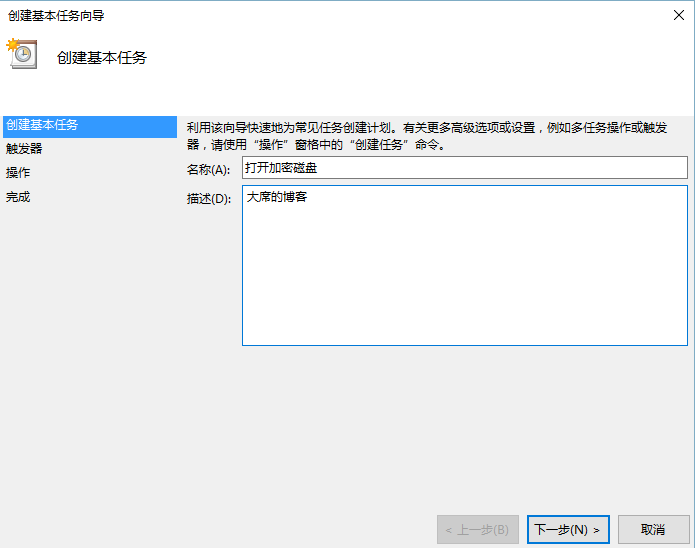 创建基本任务向导
创建基本任务
创建基本任务
触发器
操作
完成
利用该向导快速地为常见任务创建计划。有关更多高级选项或设置，例如多任务操作或触发
器，请使用“操作”窗格中的“创建任务”命令。
名称(A):
打开加密磁盘
描述(D):
大席的博客
< 上一步(B)
下一步(N) >
取消